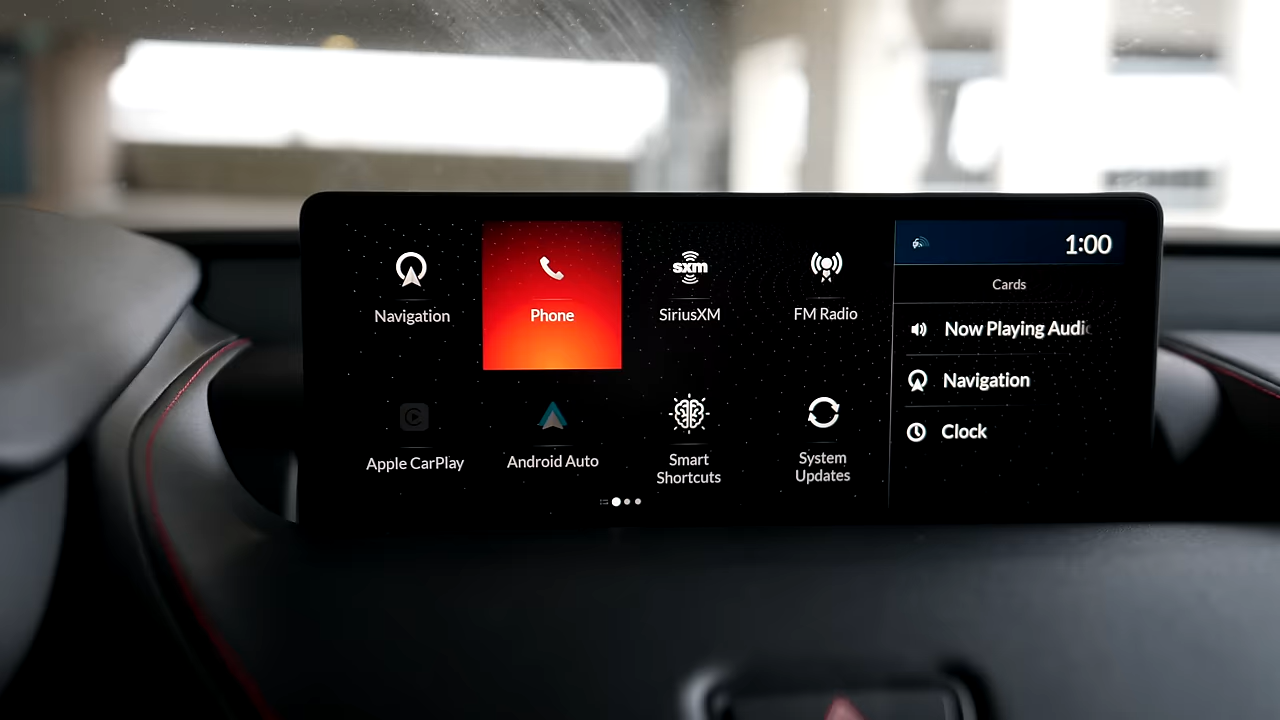 Navigation
Phone
sxm
SiriusXM
FM Radio
Apple CarPlay
Android Auto
Smart
Shortcuts
System
Updates
1:00
Cards
Now Playing Audi
Navigation
Clock